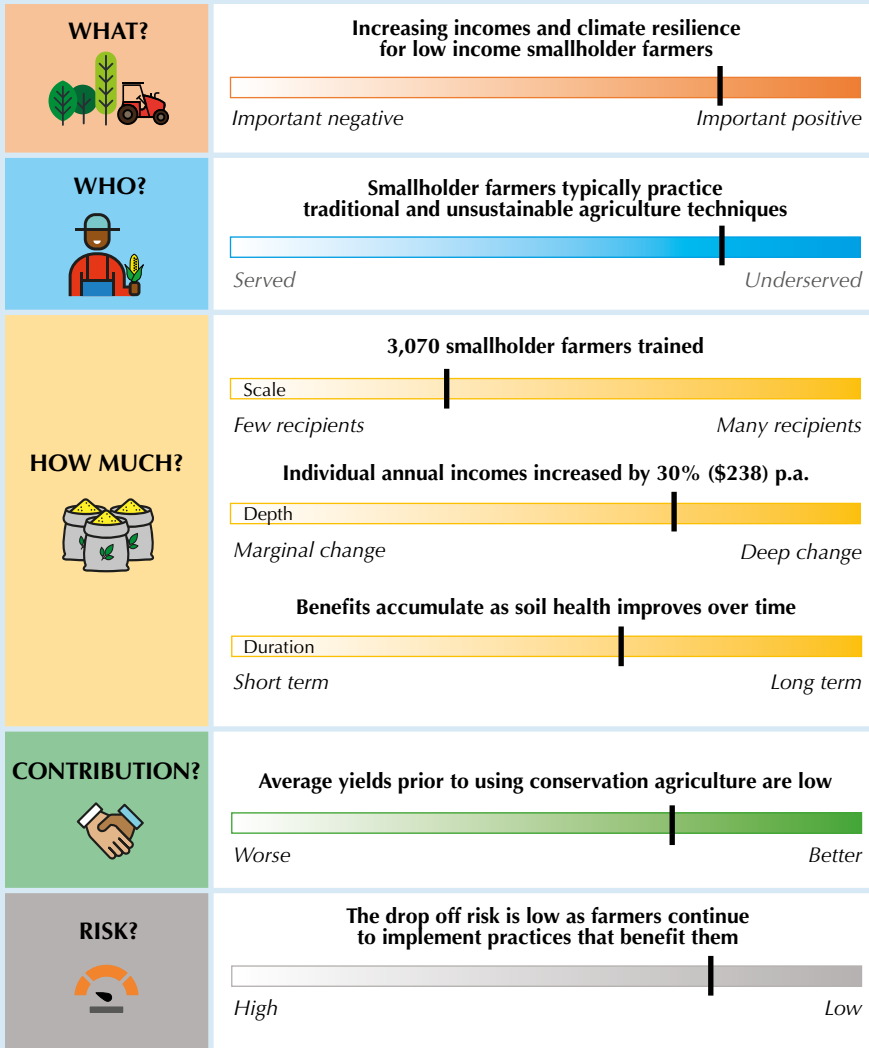 WHAT?
Increasing incomes and climate resilience
for low income smallholder farmers
Important negative
Important positive
WHO?
Smallholder farmers typically practice
traditional and unsustainable agriculture techniques
Served
Underserved
HOW MUCH?
3,070 smallholder farmers trained
Scale
Few recipients
Many recipients
Individual annual incomes increased by 30% ($238) p.a.
Depth
Marginal change
Deep change
Benefits accumulate as soil health improves over time
Duration
Short term
Long term
CONTRIBUTION?
Average yields prior to using conservation agriculture are low
Worse
Better
RISK?
The drop off risk is low as farmers continue
to implement practices that benefit them
High
Low